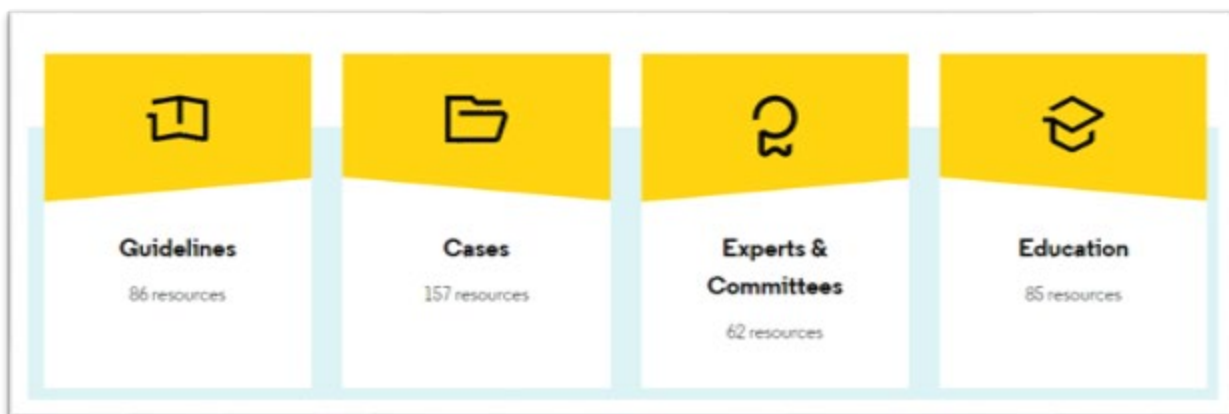 Guidelines
86 resources
Cases
157 resources
Experts &
Committees
62 resources
Education
85 resources